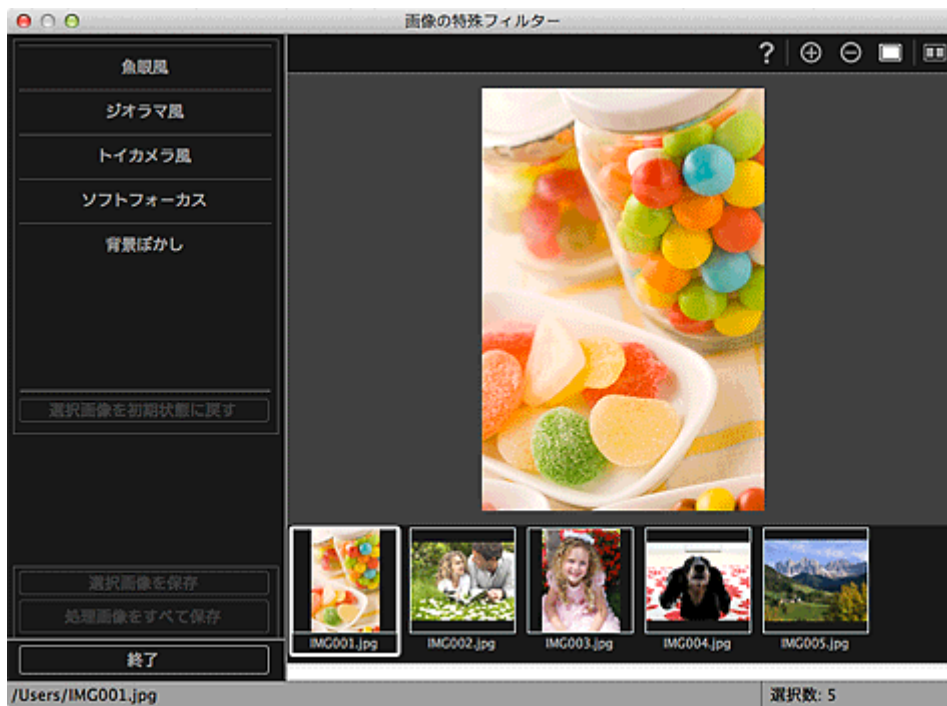 画像の特殊フィルター
魚眼風
ジオラマ風
トイカメラ風
ソフトフォーカス
背景ぼかし
選択画像を初期状態に戻す
選択画像を保存
処理画像をすべて保存
終了
?
IMG001.jpg
IMG002.jpg
IMG003.jpg
IMG004.jpg
IMG005.jpg
/Users/IMG001.jpg
選択数: 5